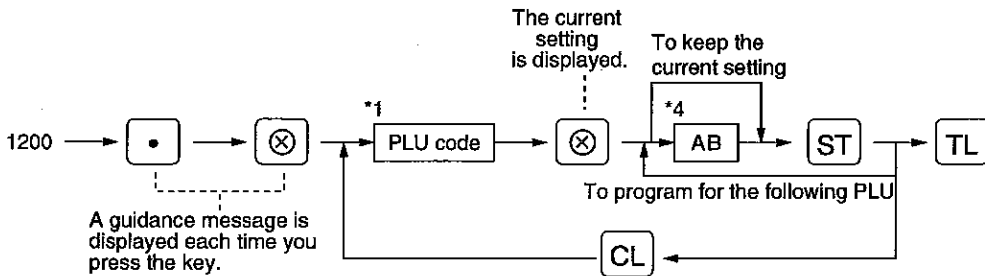 The current
setting
is displayed.
To keep the
current setting
*1
*4
1200
•
⊗
PLU code
⊗
AB
ST
TL
To program for the following PLU
A guidance message is
displayed each time you
press the key.
CL